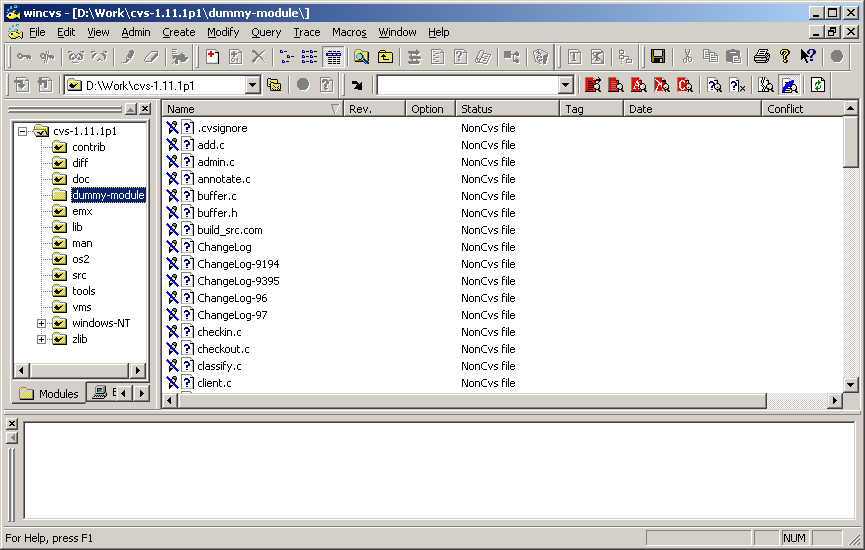 wincvs - [D:\Work\cvs-1.11.1p1\dummy-module\]
File Edit View Admin Create Modify Query Trace Macros Window Help
D:\Work\cvs-1.11.1p1
Name Rev. Option Status Tag Date Conflict
cvs-1.11.1p1
contrib
diff
doc
dummy-module
emx
lib
man
os2
src
tools
vms
windows-NT
zlib
Modules
.cvsignore NonCvs file
add.c NonCvs file
admin.c NonCvs file
annotate.c NonCvs file
buffer.c NonCvs file
buffer.h NonCvs file
build_src.com NonCvs file
ChangeLog NonCvs file
ChangeLog-9194 NonCvs file
ChangeLog-9395 NonCvs file
ChangeLog-96 NonCvs file
ChangeLog-97 NonCvs file
checkin.c NonCvs file
checkout.c NonCvs file
classify.c NonCvs file
client.c NonCvs file
For Help, press F1
NUM